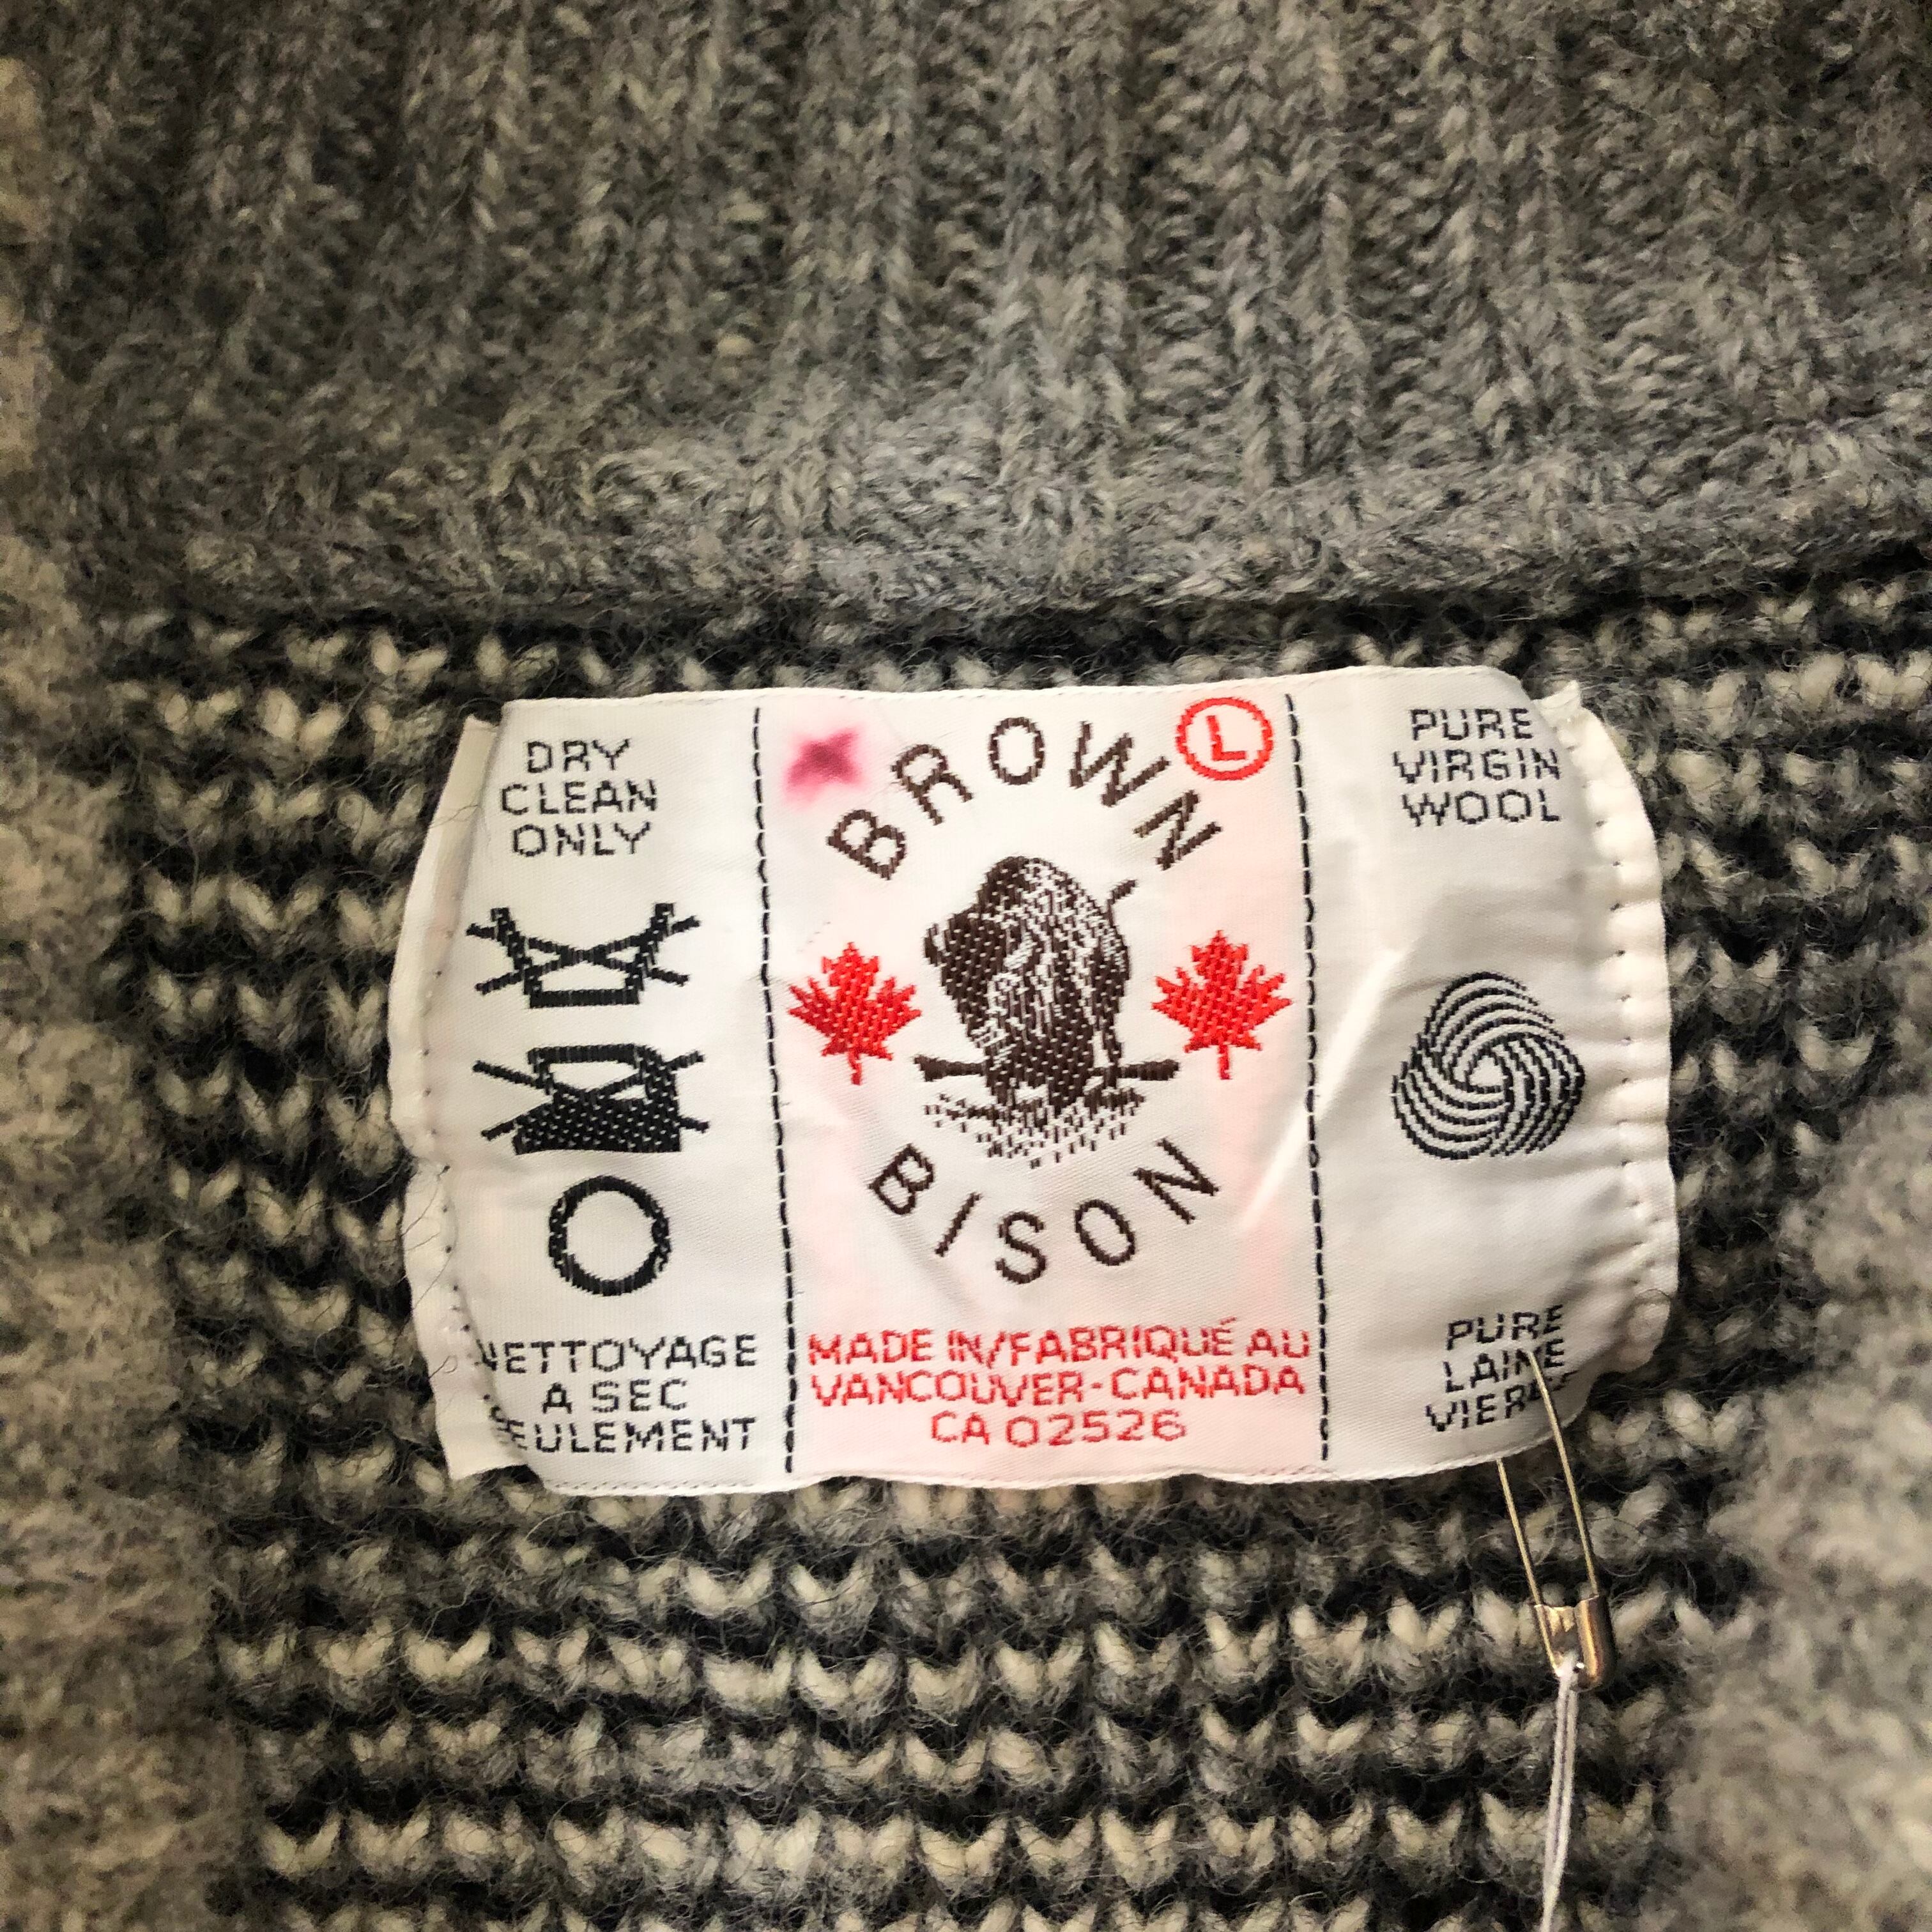 DRY
CLEAN
ONLY
NETTOYAGE
A SEC
SEULEMENT
BROWN
L
BISON
MADE IN/FABRIQUÉ AU
VANCOUVER-CANADA
CA 02526
PURE
VIRGIN
WOOL
PURE
LAINE
VIERGE